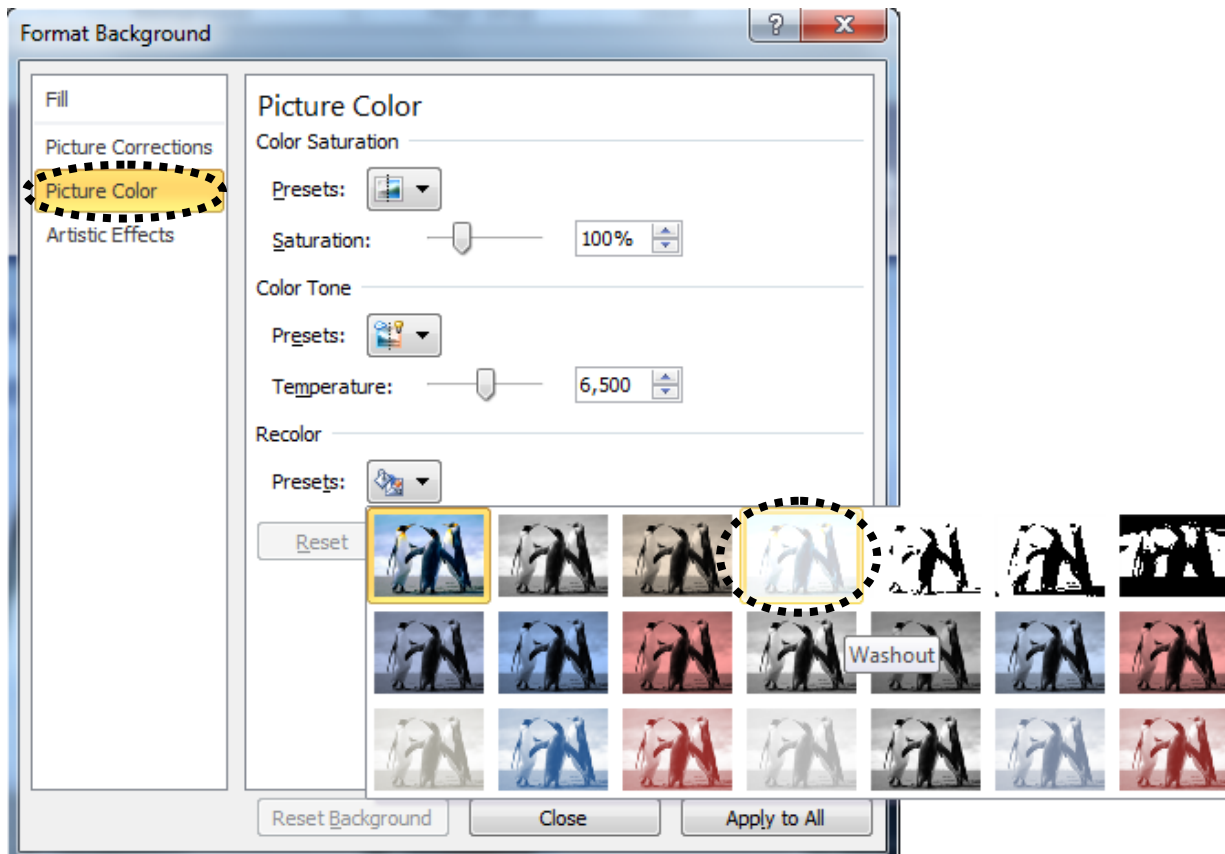 Format Background
?
X
Fill
Picture Corrections
Picture Color
Artistic Effects
Picture Color
Color Saturation
Presets:
Saturation: 100%
Color Tone
Presets:
Temperature: 6,500
Recolor
Presets:
Reset
Washout
Reset Background Close Apply to All